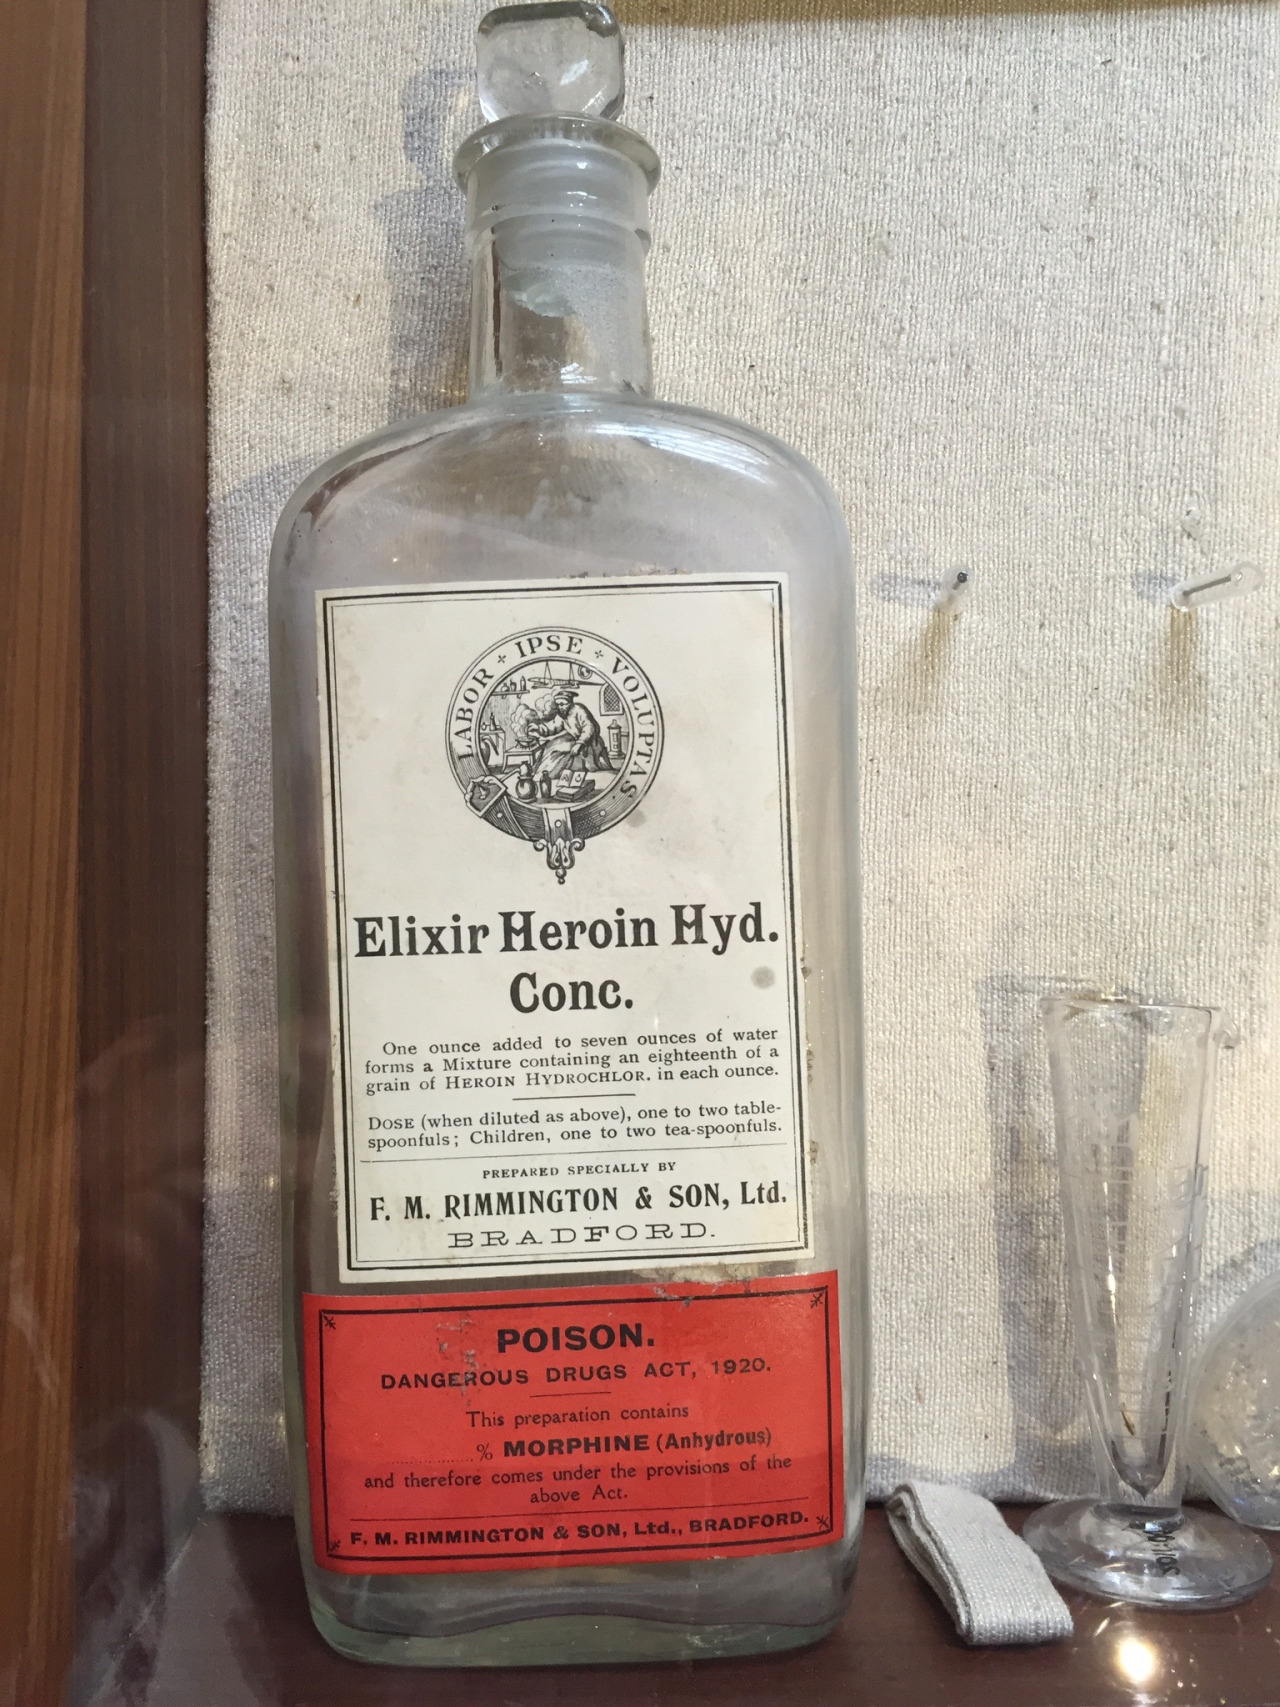 LABOR + IPSE + VOLUPTAS.
Elixir Heroin Hyd.
Conc.
One ounce added to seven ounces of water
forms a Mixture containing an eighteenth of a
grain of HEROIN HYDROCHLOR. in each ounce.
DOSE (when diluted as above), one to two table-
spoonfuls; Children, one to two tea-spoonfuls.
PREPARED SPECIALLY BY
F. M. RIMMINGTON & SON, Ltd.
BRADFORD.
POISON.
DANGEROUS DRUGS ACT, 1920.
This preparation contains
............% MORPHINE (Anhydrous)
and therefore comes under the provisions of the
above Act.
F. M. RIMMINGTON & SON, Ltd., BRADFORD.